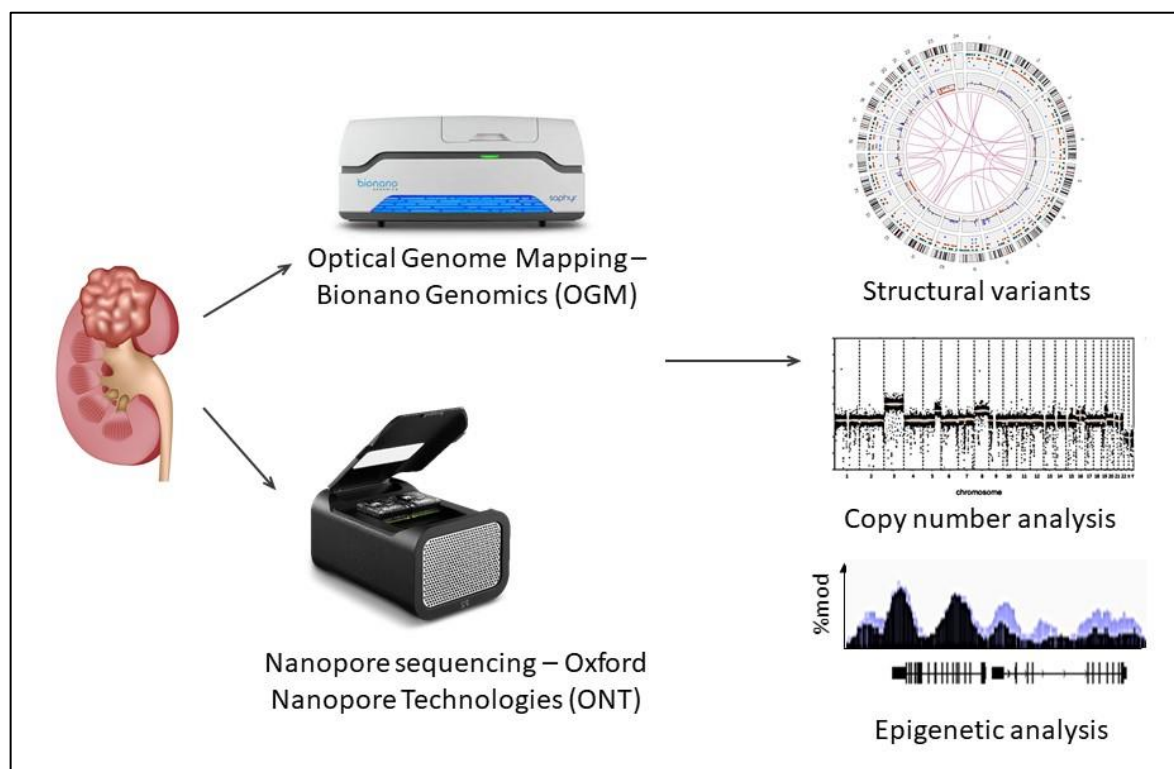 bionano
GENOMICS
saphyr
Optical Genome Mapping –
Bionano Genomics (OGM)
Nanopore sequencing – Oxford
Nanopore Technologies (ONT)
Structural variants
chromosome
Copy number analysis
%mod
Epigenetic analysis